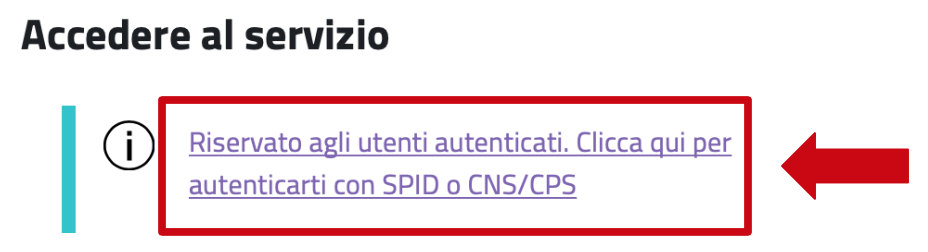 Accedere al servizio
Riservato agli utenti autenticati. Clicca qui per
autenticarti con SPID o CNS/CPS